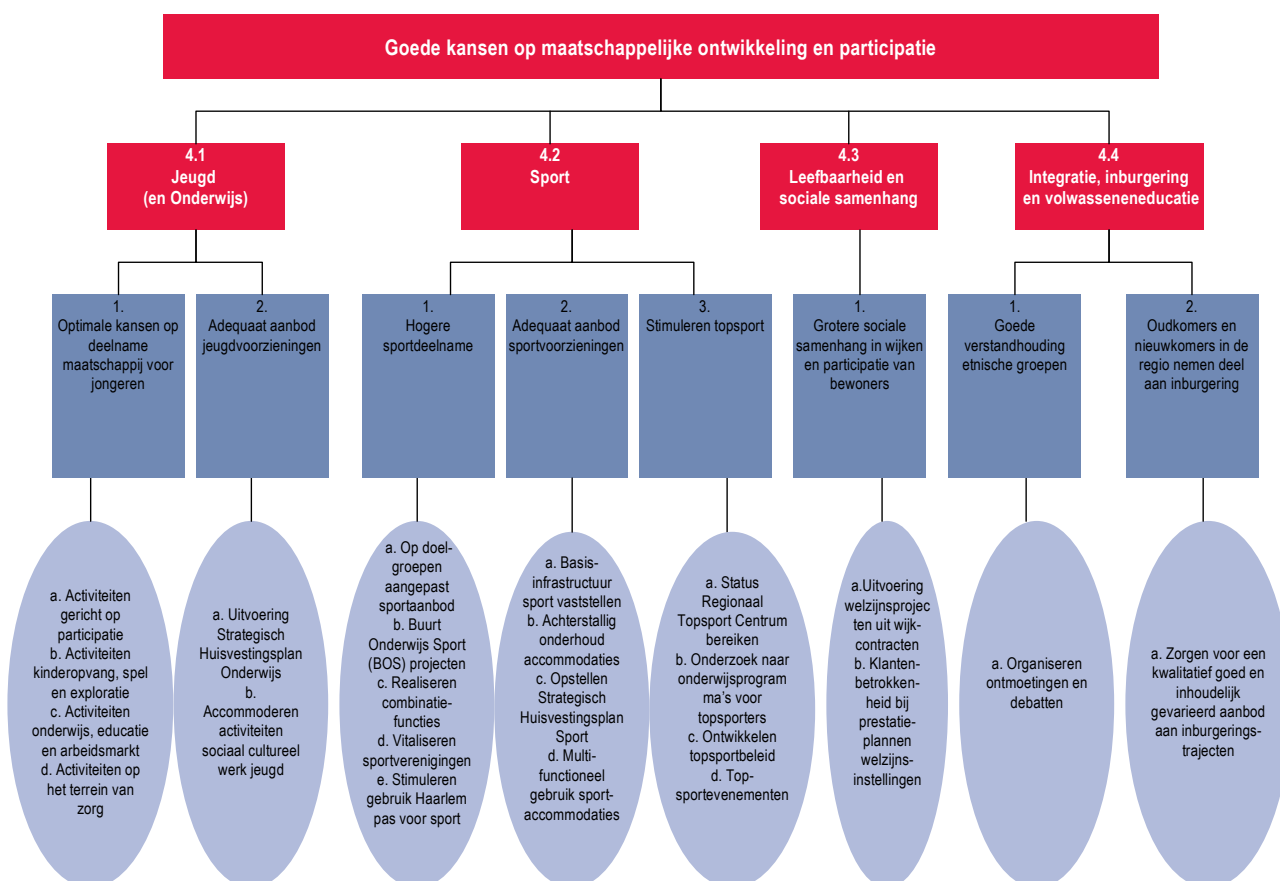 Goede kansen op maatschappelijke ontwikkeling en participatie
4.1
Jeugd
(en Onderwijs)
4.2
Sport
4.3
Leefbaarheid en
sociale samenhang
4.4
Integratie, inburgering
en volwasseneneducatie
1.
Optimale kansen op
deelname
maatschappij voor
jongeren
2.
Adequaat aanbod
jeugdvoorzieningen
1.
Hogere
sportdeelname
2.
Adequaat aanbod
sportvoorzieningen
3.
Stimuleren topsport
1.
Grotere sociale
samenhang in wijken
en participatie van
bewoners
1.
Goede
verstandhouding
etnische groepen
2.
Oudkomers en
nieuwkomers in de
regio nemen deel
aan inburgering
a. Activiteiten
gericht op
participatie
b. Activiteiten
kinderopvang, spel
en exploratie
c. Activiteiten
onderwijs, educatie
en arbeidsmarkt
d. Activiteiten op
het terrein van
zorg
a. Uitvoering
Strategisch
Huisvestingsplan
Onderwijs
b.
Accommoderen
activiteiten
sociaal cultureel
werk jeugd
a. Op doel-
groepen
aangepast
sportaanbod
b. Buurt
Onderwijs Sport
(BOS) projecten
c. Realiseren
combinatie-
functies
d. Vitaliseren
sportverenigingen
e. Stimuleren
gebruik Haarlem
pas voor sport
a. Basis-
infrastructuur
sport vaststellen
b. Achterstallig
onderhoud
accommodaties
c. Opstellen
Strategisch
Huisvestingsplan
Sport
d. Multi-
functioneel
gebruik sport-
accommodaties
a. Status
Regionaal
Topsport Centrum
bereiken
b. Onderzoek naar
onderwijsprogram
ma's voor
topsporters
c. Ontwikkelen
topsportbeleid
d. Top-
sportevenementen
a.Uitvoering
welzijnsprojec
ten uit wijk-
contracten
b. Klanten-
betrokken-
heid bij
prestatie-
plannen
welzijns-
instellingen
a. Organiseren
ontmoetingen en
debatten
a. Zorgen voor een
kwalitatief goed en
inhoudelijk
gevarieerd aanbod
aan inburgerings-
trajecten